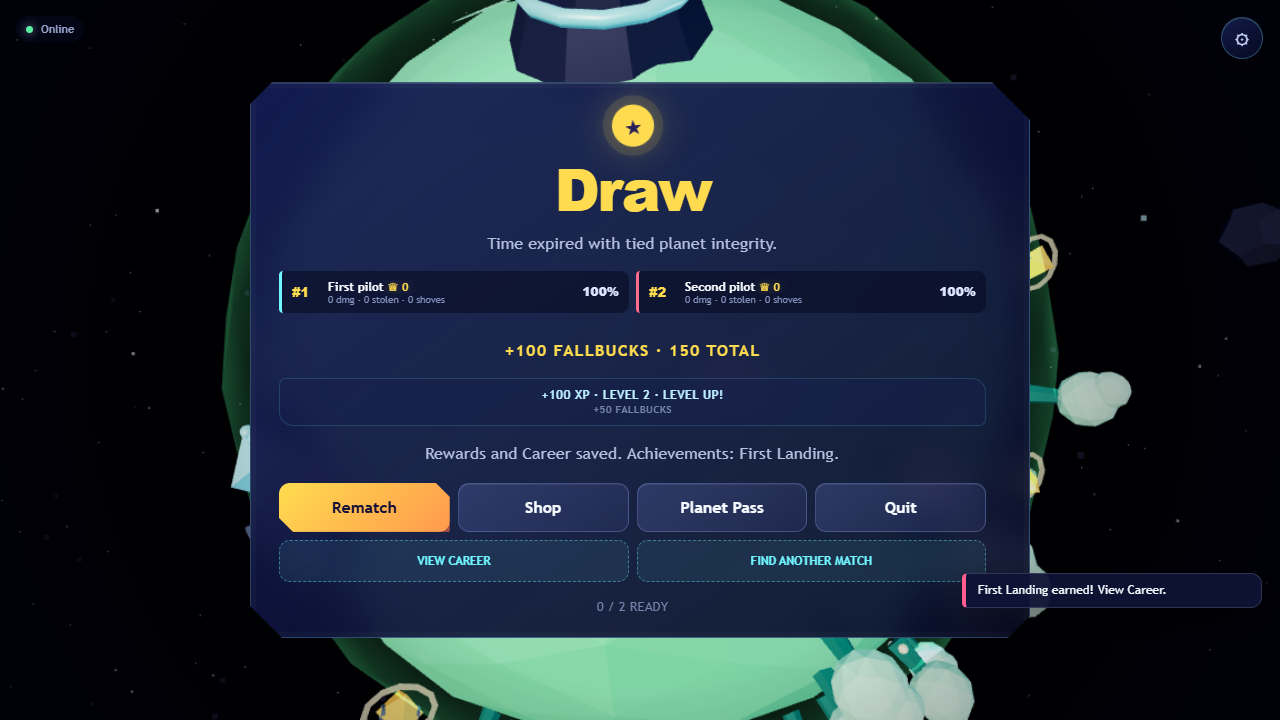 Online
Draw
Time expired with tied planet integrity.
#1 First pilot ♛ 0 100%
0 dmg · 0 stolen · 0 shoves
#2 Second pilot ♛ 0 100%
0 dmg · 0 stolen · 0 shoves
+100 FALLBUCKS · 150 TOTAL
+100 XP · LEVEL 2 · LEVEL UP!
+50 FALLBUCKS
Rewards and Career saved. Achievements: First Landing.
Rematch
Shop
Planet Pass
Quit
VIEW CAREER
FIND ANOTHER MATCH
First Landing earned! View Career.
0 / 2 READY